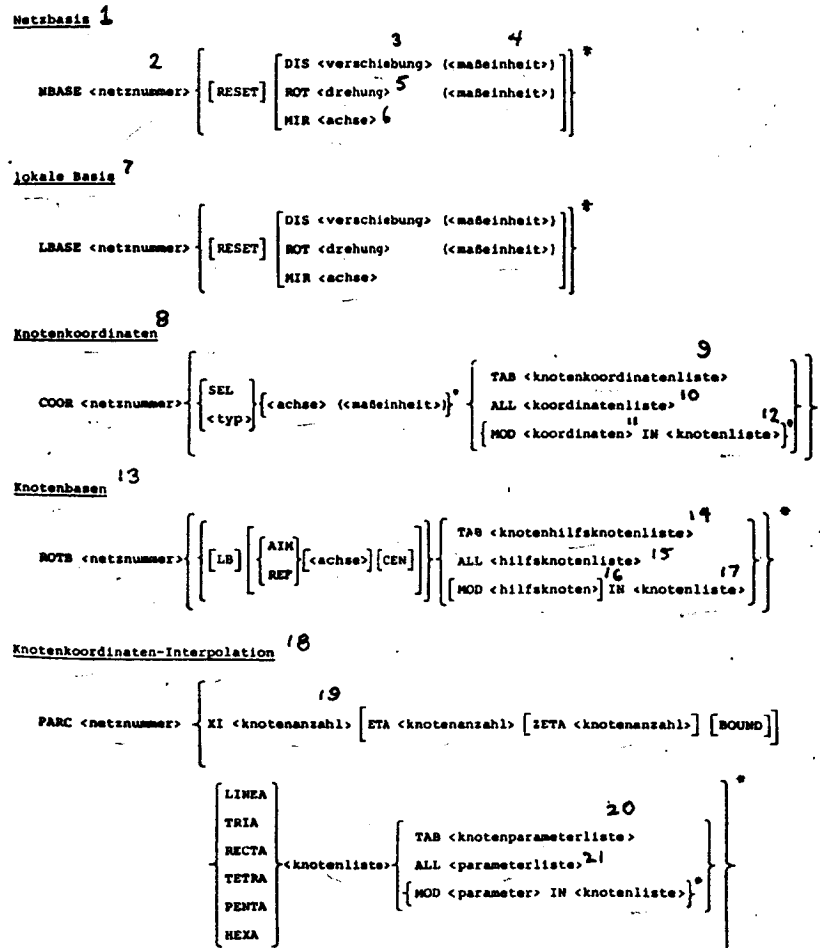 Netzbasis 1
3 4
2 DIS <verschiebung> (<maßeinheit>) *
NBASE <netznummer> { [RESET] [ ROT <drehung> 5 (<maßeinheit>) ] }
MIR <achse> 6
lokale Basis 7
DIS <verschiebung> (<maßeinheit>) *
LBASE <netznummer> { [RESET] [ ROT <drehung> (<maßeinheit>) ] }
MIR <achse>
Knotenkoordinaten 8
9
SEL TAB <knotenkoordinatenliste>
COOR <netznummer> { { <typ> } {<achse> (<maßeinheit>)}* { ALL <koordinatenliste> 10 } }
{MOD <koordinaten> 11 IN <knotenliste> 12}*
Knotenbasen 13
AIM TAB <knotenhilfsknotenliste> 14 *
ROTB <netznummer> { { [LB] [ { REF } [<achse>] [CEN] ] } { ALL <hilfsknotenliste> 15 } }
[MOD <hilfsknoten>] 16 IN <knotenliste> 17
Knotenkoordinaten-Interpolation 18
19
PARC <netznummer> { XI <knotenanzahl> [ETA <knotenanzahl> [ZETA <knotenanzahl>] [BOUND]]
LINEA *
TRIA 20
RECTA TAB <knotenparameterliste>
<knotenliste> ALL <parameterliste> 21
TETRA {MOD <parameter> IN <knotenliste>}*
PENTA
HEXA